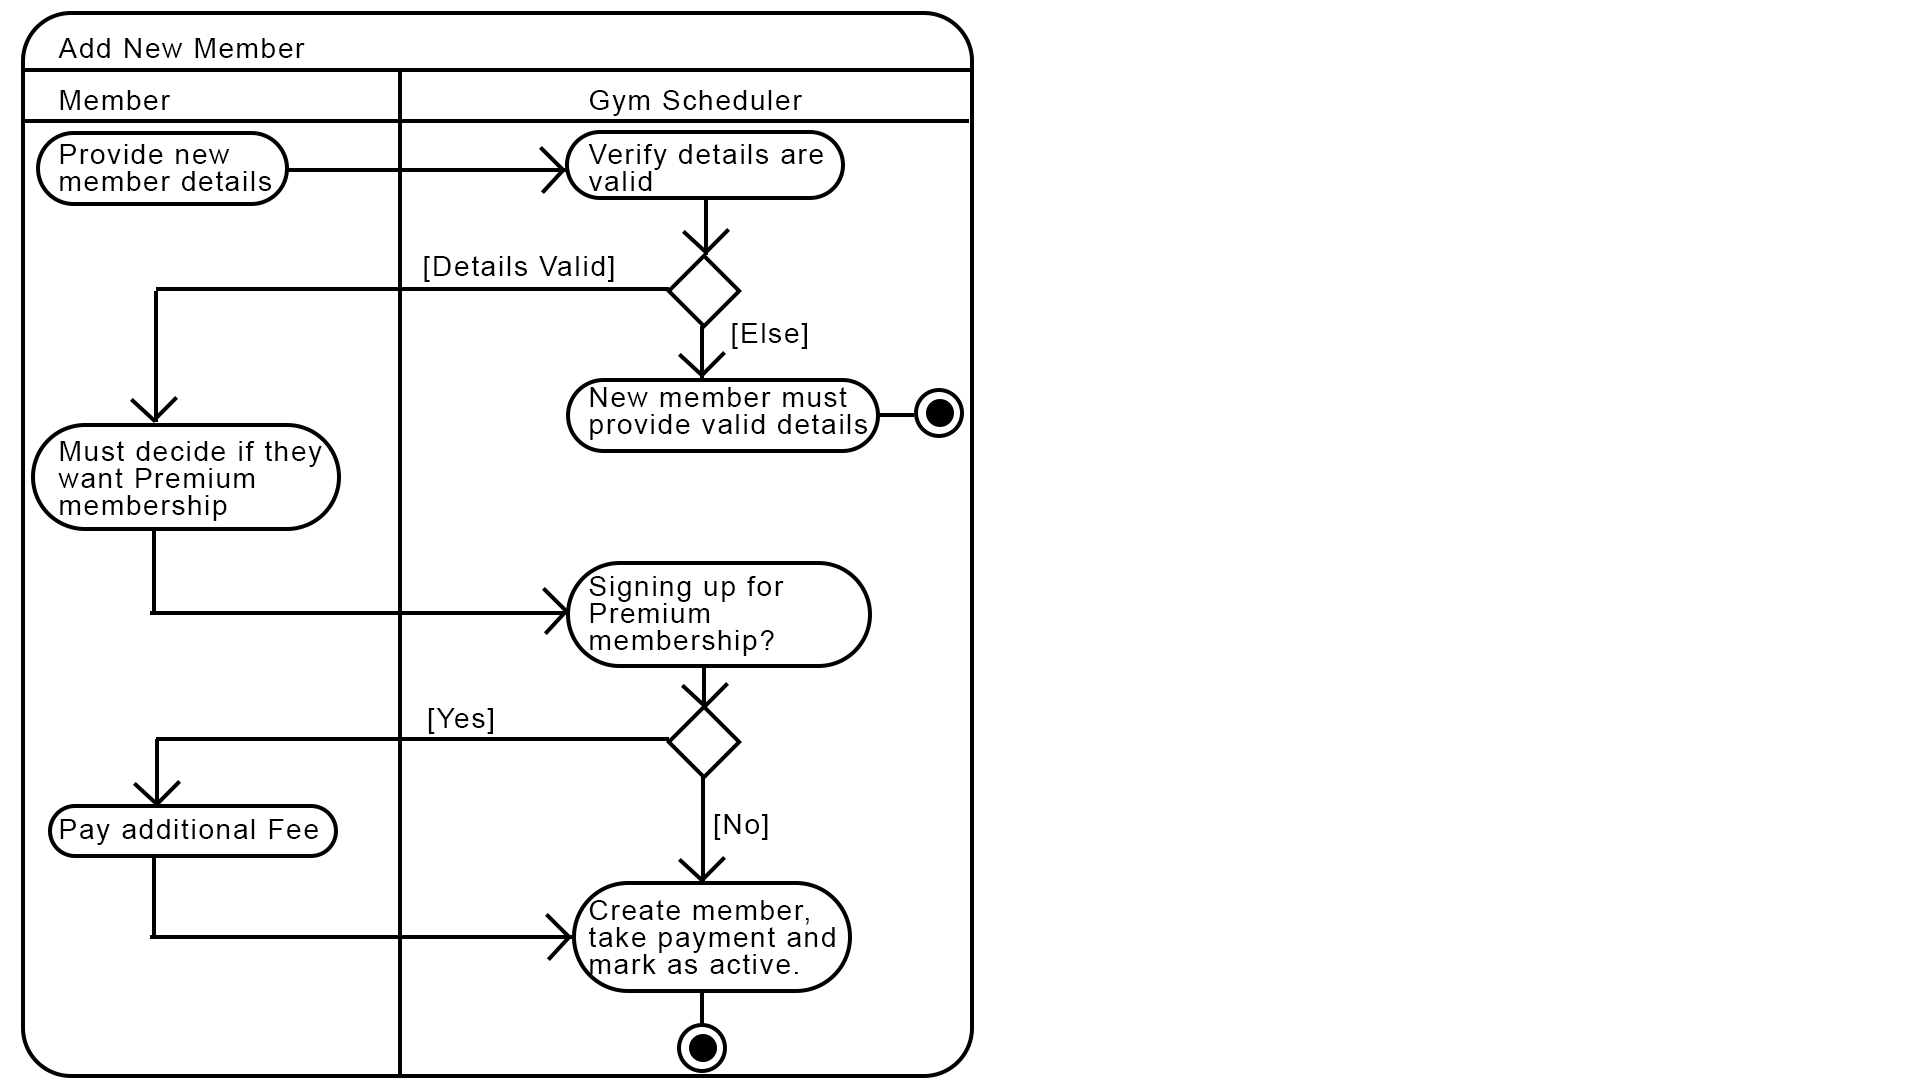 Add New Member
Member
Gym Scheduler
Provide new
member details
Verify details are
valid
[Details Valid]
[Else]
New member must
provide valid details
Must decide if they
want Premium
membership
Signing up for
Premium
membership?
[Yes]
[No]
Pay additional Fee
Create member,
take payment and
mark as active.